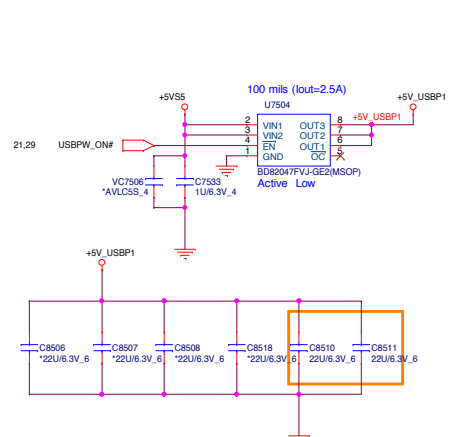 100 mils (Iout=2.5A)
+5VS5
U7504
+5V_USBP1
2 VIN1 OUT3 8 +5V_USBP1
3 VIN2 OUT2 7
21,29 USBPW_ON# 4 EN OUT1 6
1 GND OC 5
BD82047FVJ-GE2(MSOP)
Active Low
VC7506 C7533
*AVLC5S_4 1U/6.3V_4
+5V_USBP1
C8506 C8507 C8508 C8518 C8510 C8511
*22U/6.3V_6 *22U/6.3V_6 *22U/6.3V_6 *22U/6.3V_6 22U/6.3V_6 22U/6.3V_6